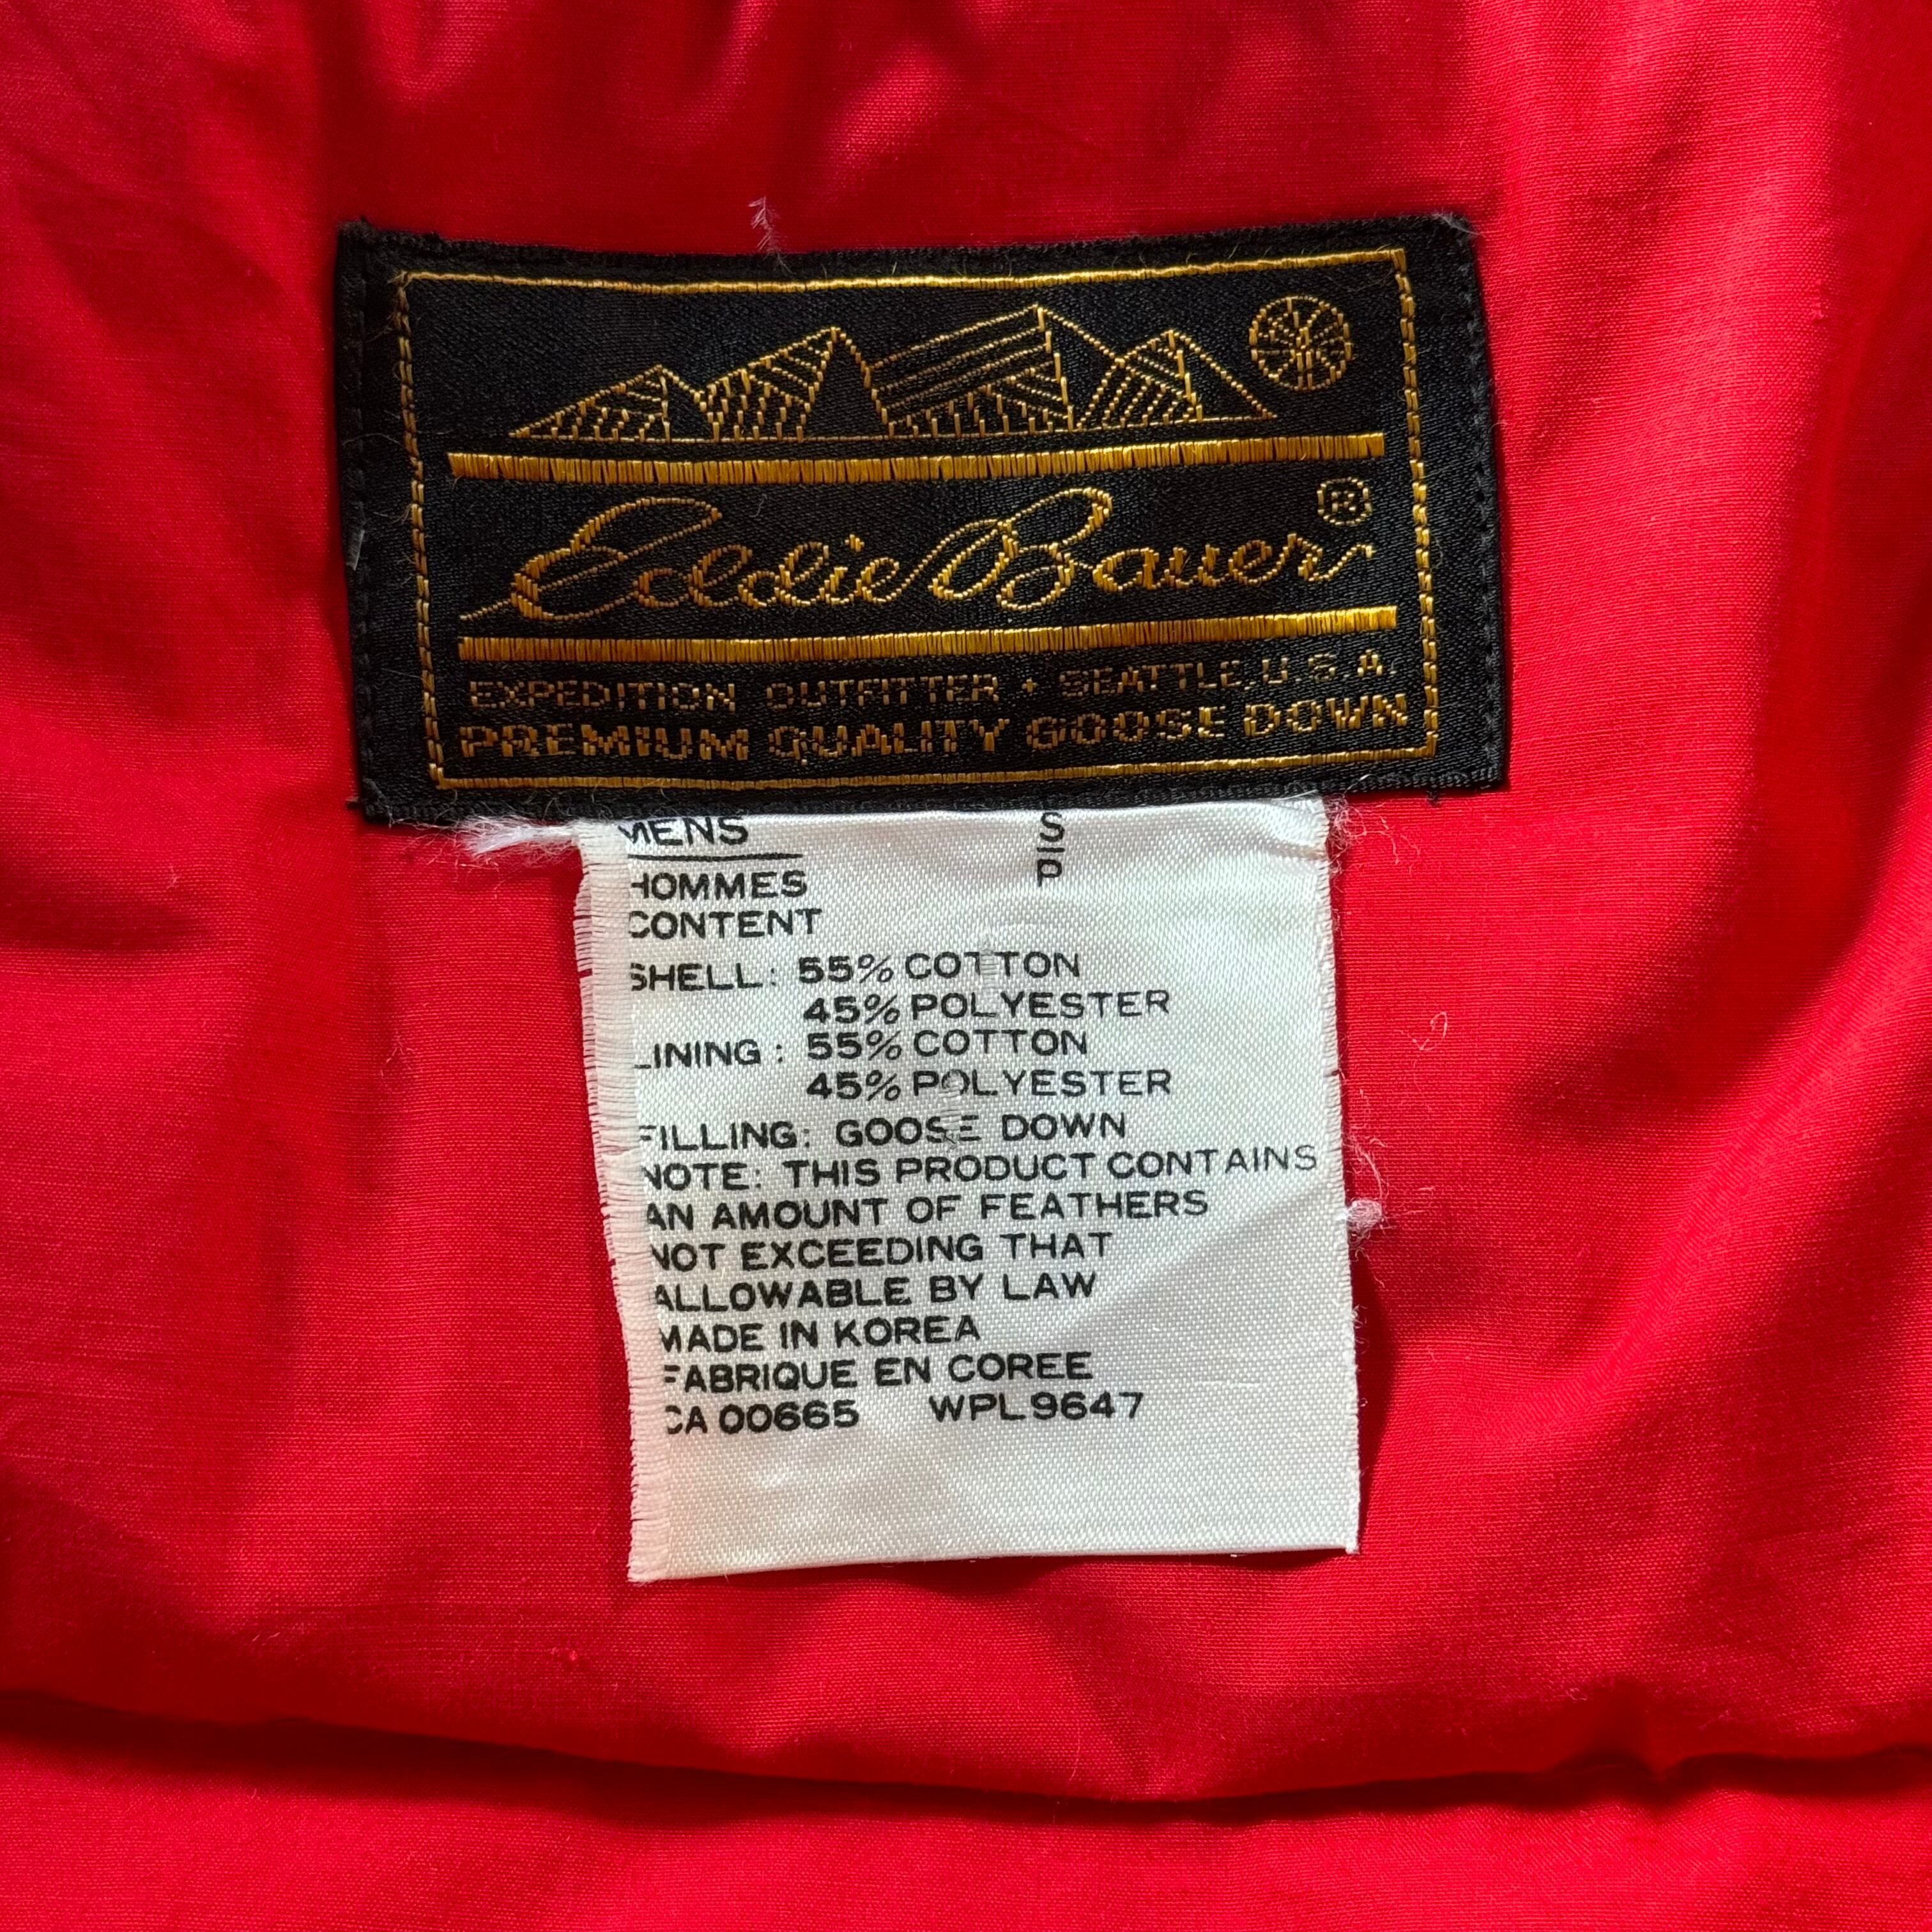 Eddie Bauer®
EXPEDITION OUTFITTER • SEATTLE, U.S.A.
PREMIUM QUALITY GOOSE DOWN
MENS S
HOMMES P
CONTENT
SHELL: 55% COTTON
45% POLYESTER
LINING: 55% COTTON
45% POLYESTER
FILLING: GOOSE DOWN
NOTE: THIS PRODUCT CONTAINS
AN AMOUNT OF FEATHERS
NOT EXCEEDING THAT
ALLOWABLE BY LAW
MADE IN KOREA
FABRIQUE EN COREE
CA 00665 WPL 9647